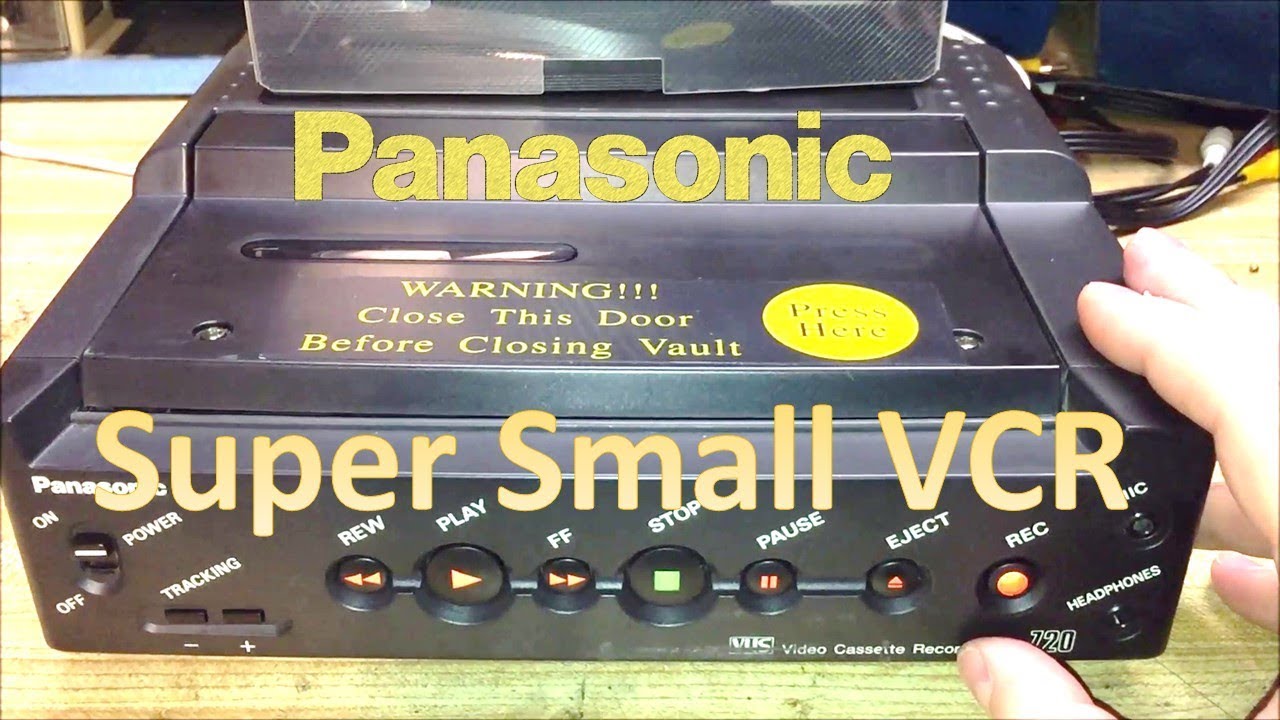 Panasonic
WARNING!!!
Close This Door
Before Closing Vault
Press
Here
Super Small VCR
Panasonic
ON
POWER
OFF
TRACKING
- +
REW
PLAY
FF
STOP
PAUSE
EJECT
REC
HEADPHONES
VHS Video Cassette
720